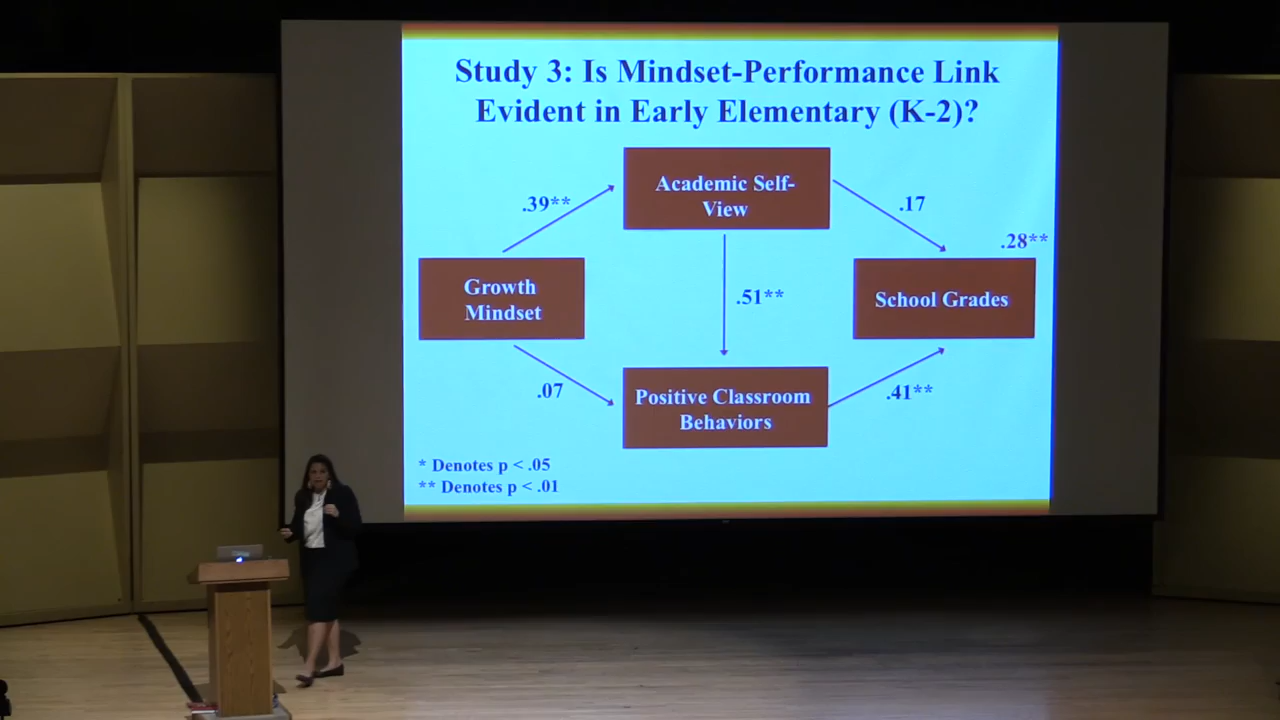 Study 3: Is Mindset-Performance Link
Evident in Early Elementary (K-2)?
Academic Self-
View
.39**
.17
.28**
Growth
Mindset
.51**
School Grades
.07
.41**
Positive Classroom
Behaviors
* Denotes p < .05
** Denotes p < .01